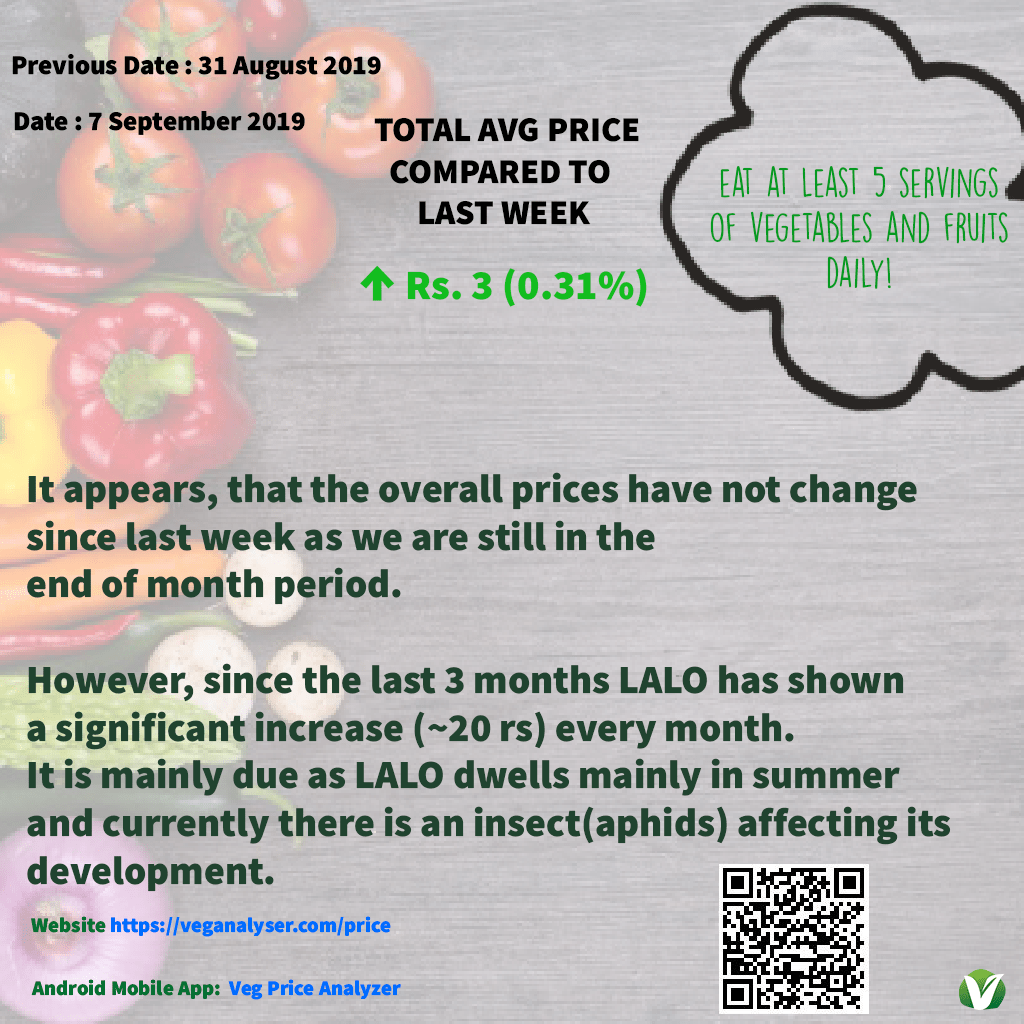 Previous Date : 31 August 2019
Date : 7 September 2019
TOTAL AVG PRICE
COMPARED TO
LAST WEEK
↑ Rs. 3 (0.31%)
EAT AT LEAST 5 SERVINGS
OF VEGETABLES AND FRUITS
DAILY!
It appears, that the overall prices have not change
since last week as we are still in the
end of month period.
However, since the last 3 months LALO has shown
a significant increase (~20 rs) every month.
It is mainly due as LALO dwells mainly in summer
and currently there is an insect(aphids) affecting its
development.
Website https://veganalyser.com/price
Android Mobile App: Veg Price Analyzer